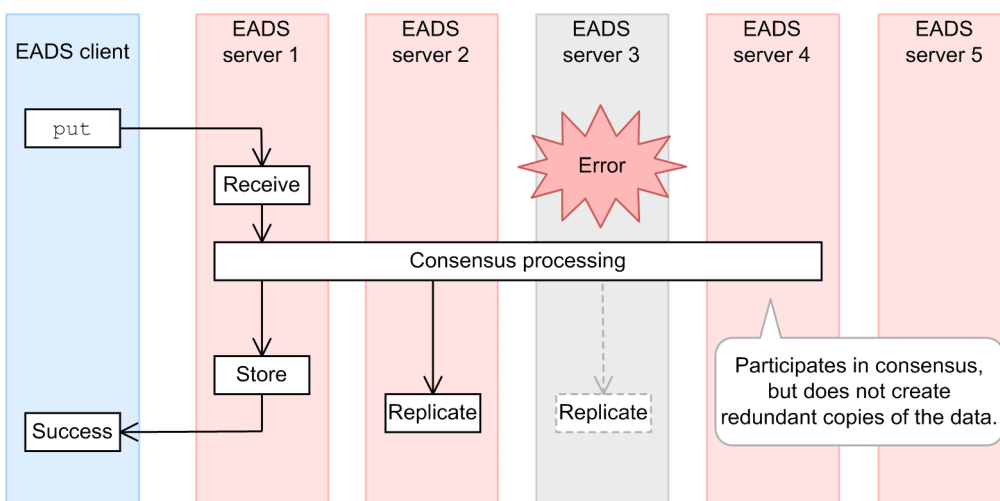 EADS client
EADS
server 1
EADS
server 2
EADS
server 3
EADS
server 4
EADS
server 5
put
Receive
Error
Consensus processing
Store
Replicate
Replicate
Success
Participates in consensus,
but does not create
redundant copies of the data.